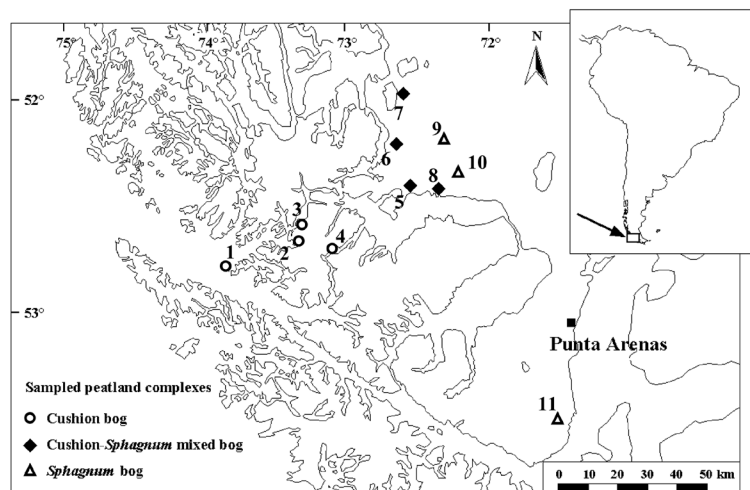 75° 74° 73° 72°
N
52°
7
9
6
10
8
5
3
4
2
1
53°
Punta Arenas
Sampled peatland complexes
Cushion bog
Cushion-Sphagnum mixed bog
Sphagnum bog
11
0 10 20 30 40 50 km